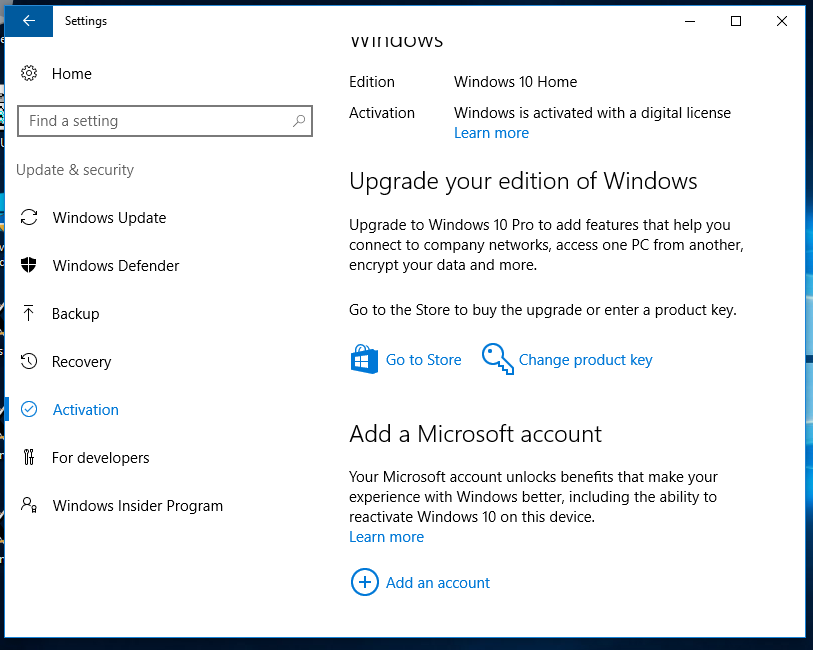 Settings
Home
Find a setting
Update & security
Windows Update
Windows Defender
Backup
Recovery
Activation
For developers
Windows Insider Program
Windows
Edition Windows 10 Home
Activation Windows is activated with a digital license
Learn more
Upgrade your edition of Windows
Upgrade to Windows 10 Pro to add features that help you
connect to company networks, access one PC from another,
encrypt your data and more.
Go to the Store to buy the upgrade or enter a product key.
Go to Store Change product key
Add a Microsoft account
Your Microsoft account unlocks benefits that make your
experience with Windows better, including the ability to
reactivate Windows 10 on this device.
Learn more
Add an account